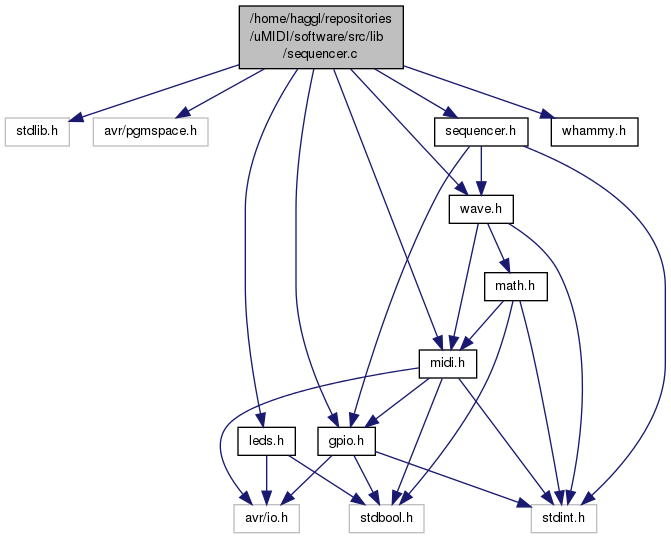 /home/haggl/repositories
/uMIDI/software/src/lib
/sequencer.c
stdlib.h
avr/pgmspace.h
sequencer.h
whammy.h
wave.h
math.h
midi.h
leds.h
gpio.h
avr/io.h
stdbool.h
stdint.h